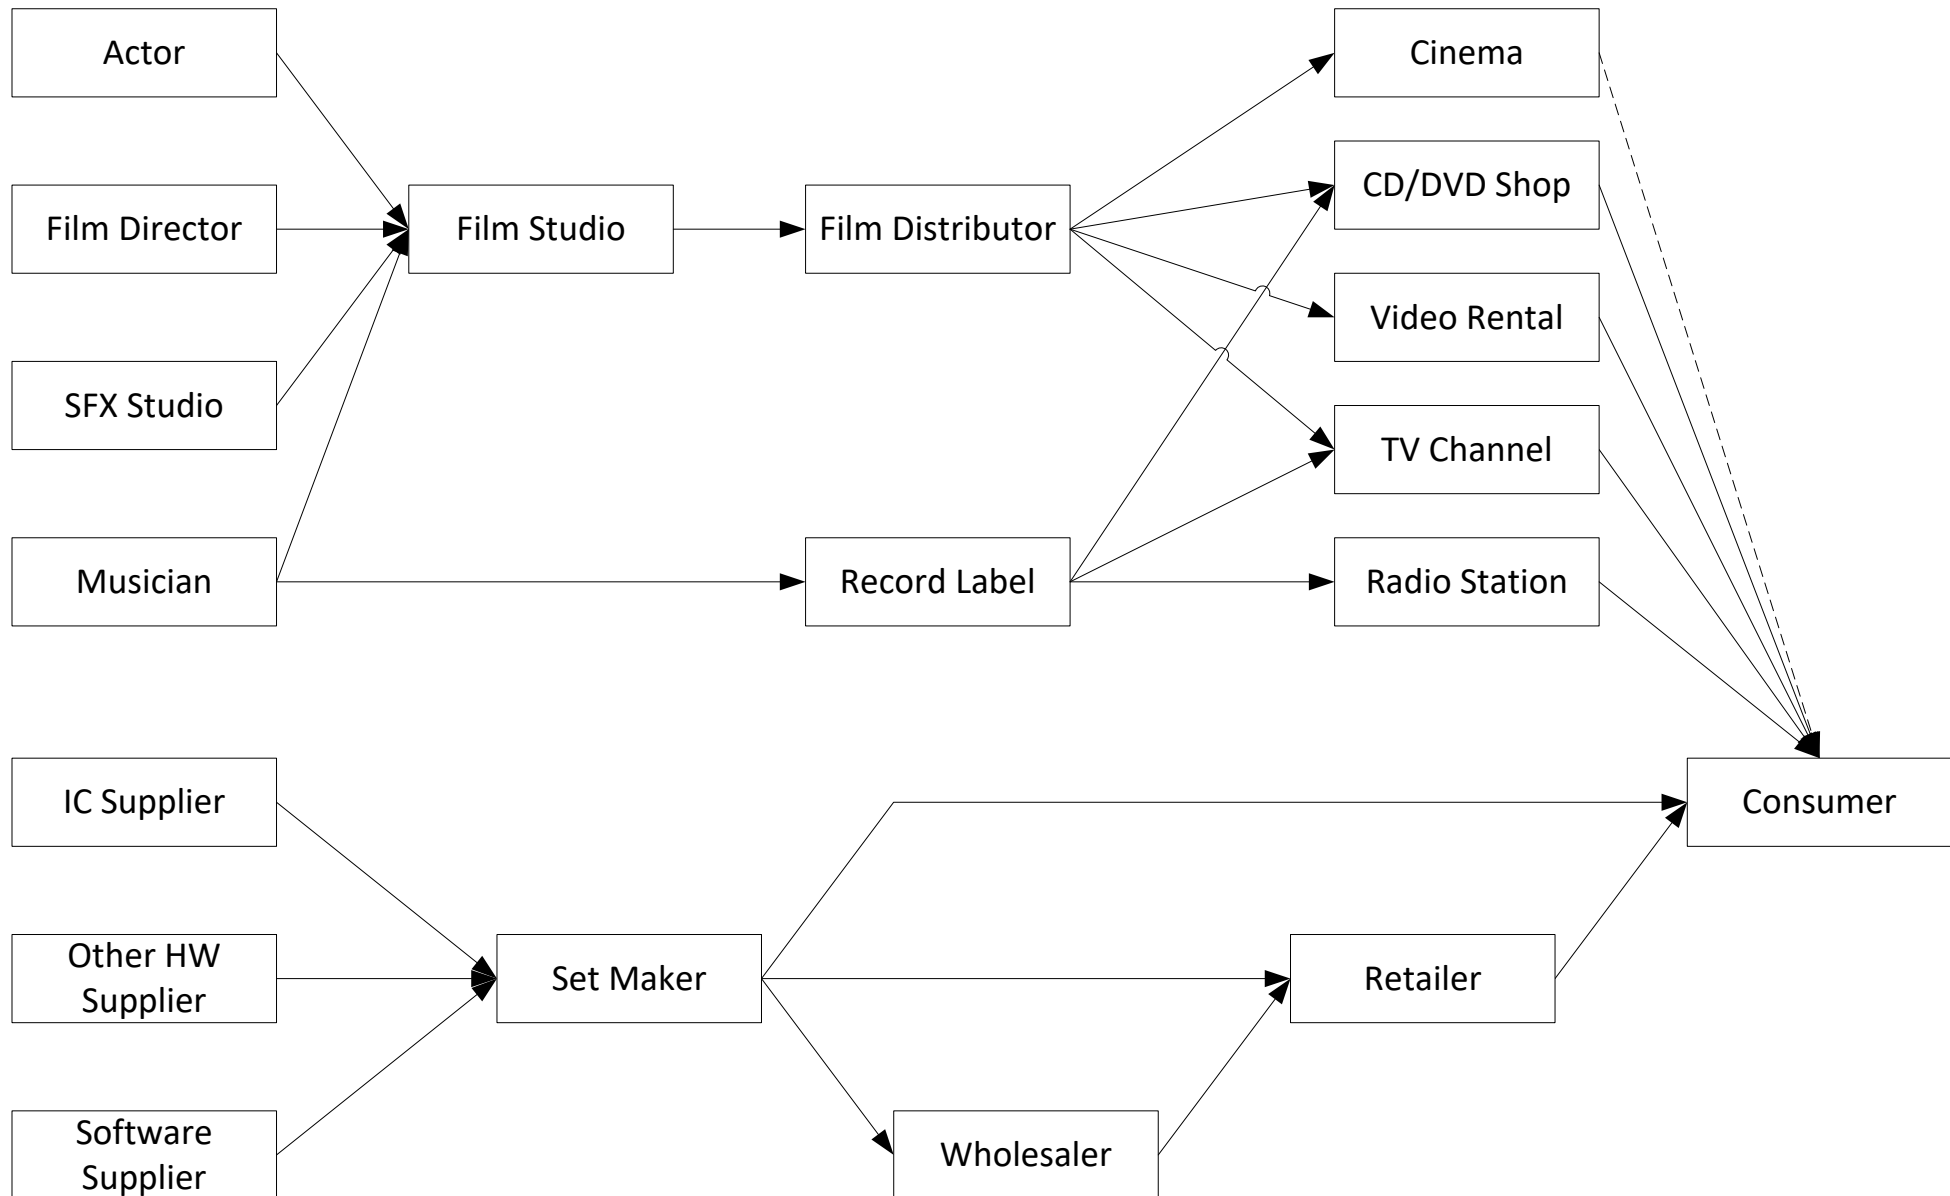 Actor
Cinema
CD/DVD Shop
Film Director
Film Studio
Film Distributor
Video Rental
SFX Studio
TV Channel
Musician
Record Label
Radio Station
IC Supplier
Consumer
Other HW
Supplier
Set Maker
Retailer
Software
Supplier
Wholesaler